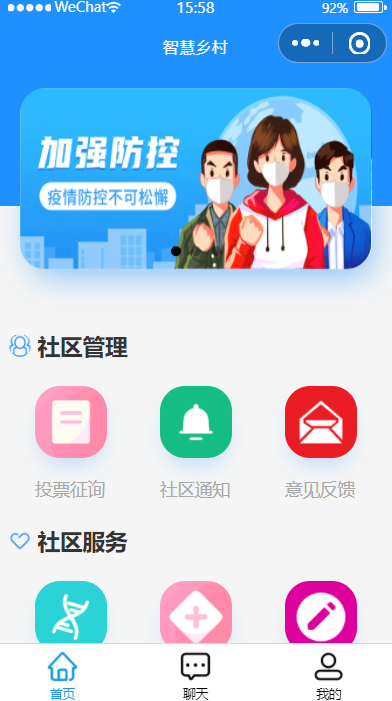 WeChat 15:58 92%
智慧乡村
加强防控
疫情防控不可松懈
社区管理
投票征询 社区通知 意见反馈
社区服务
首页 聊天 我的